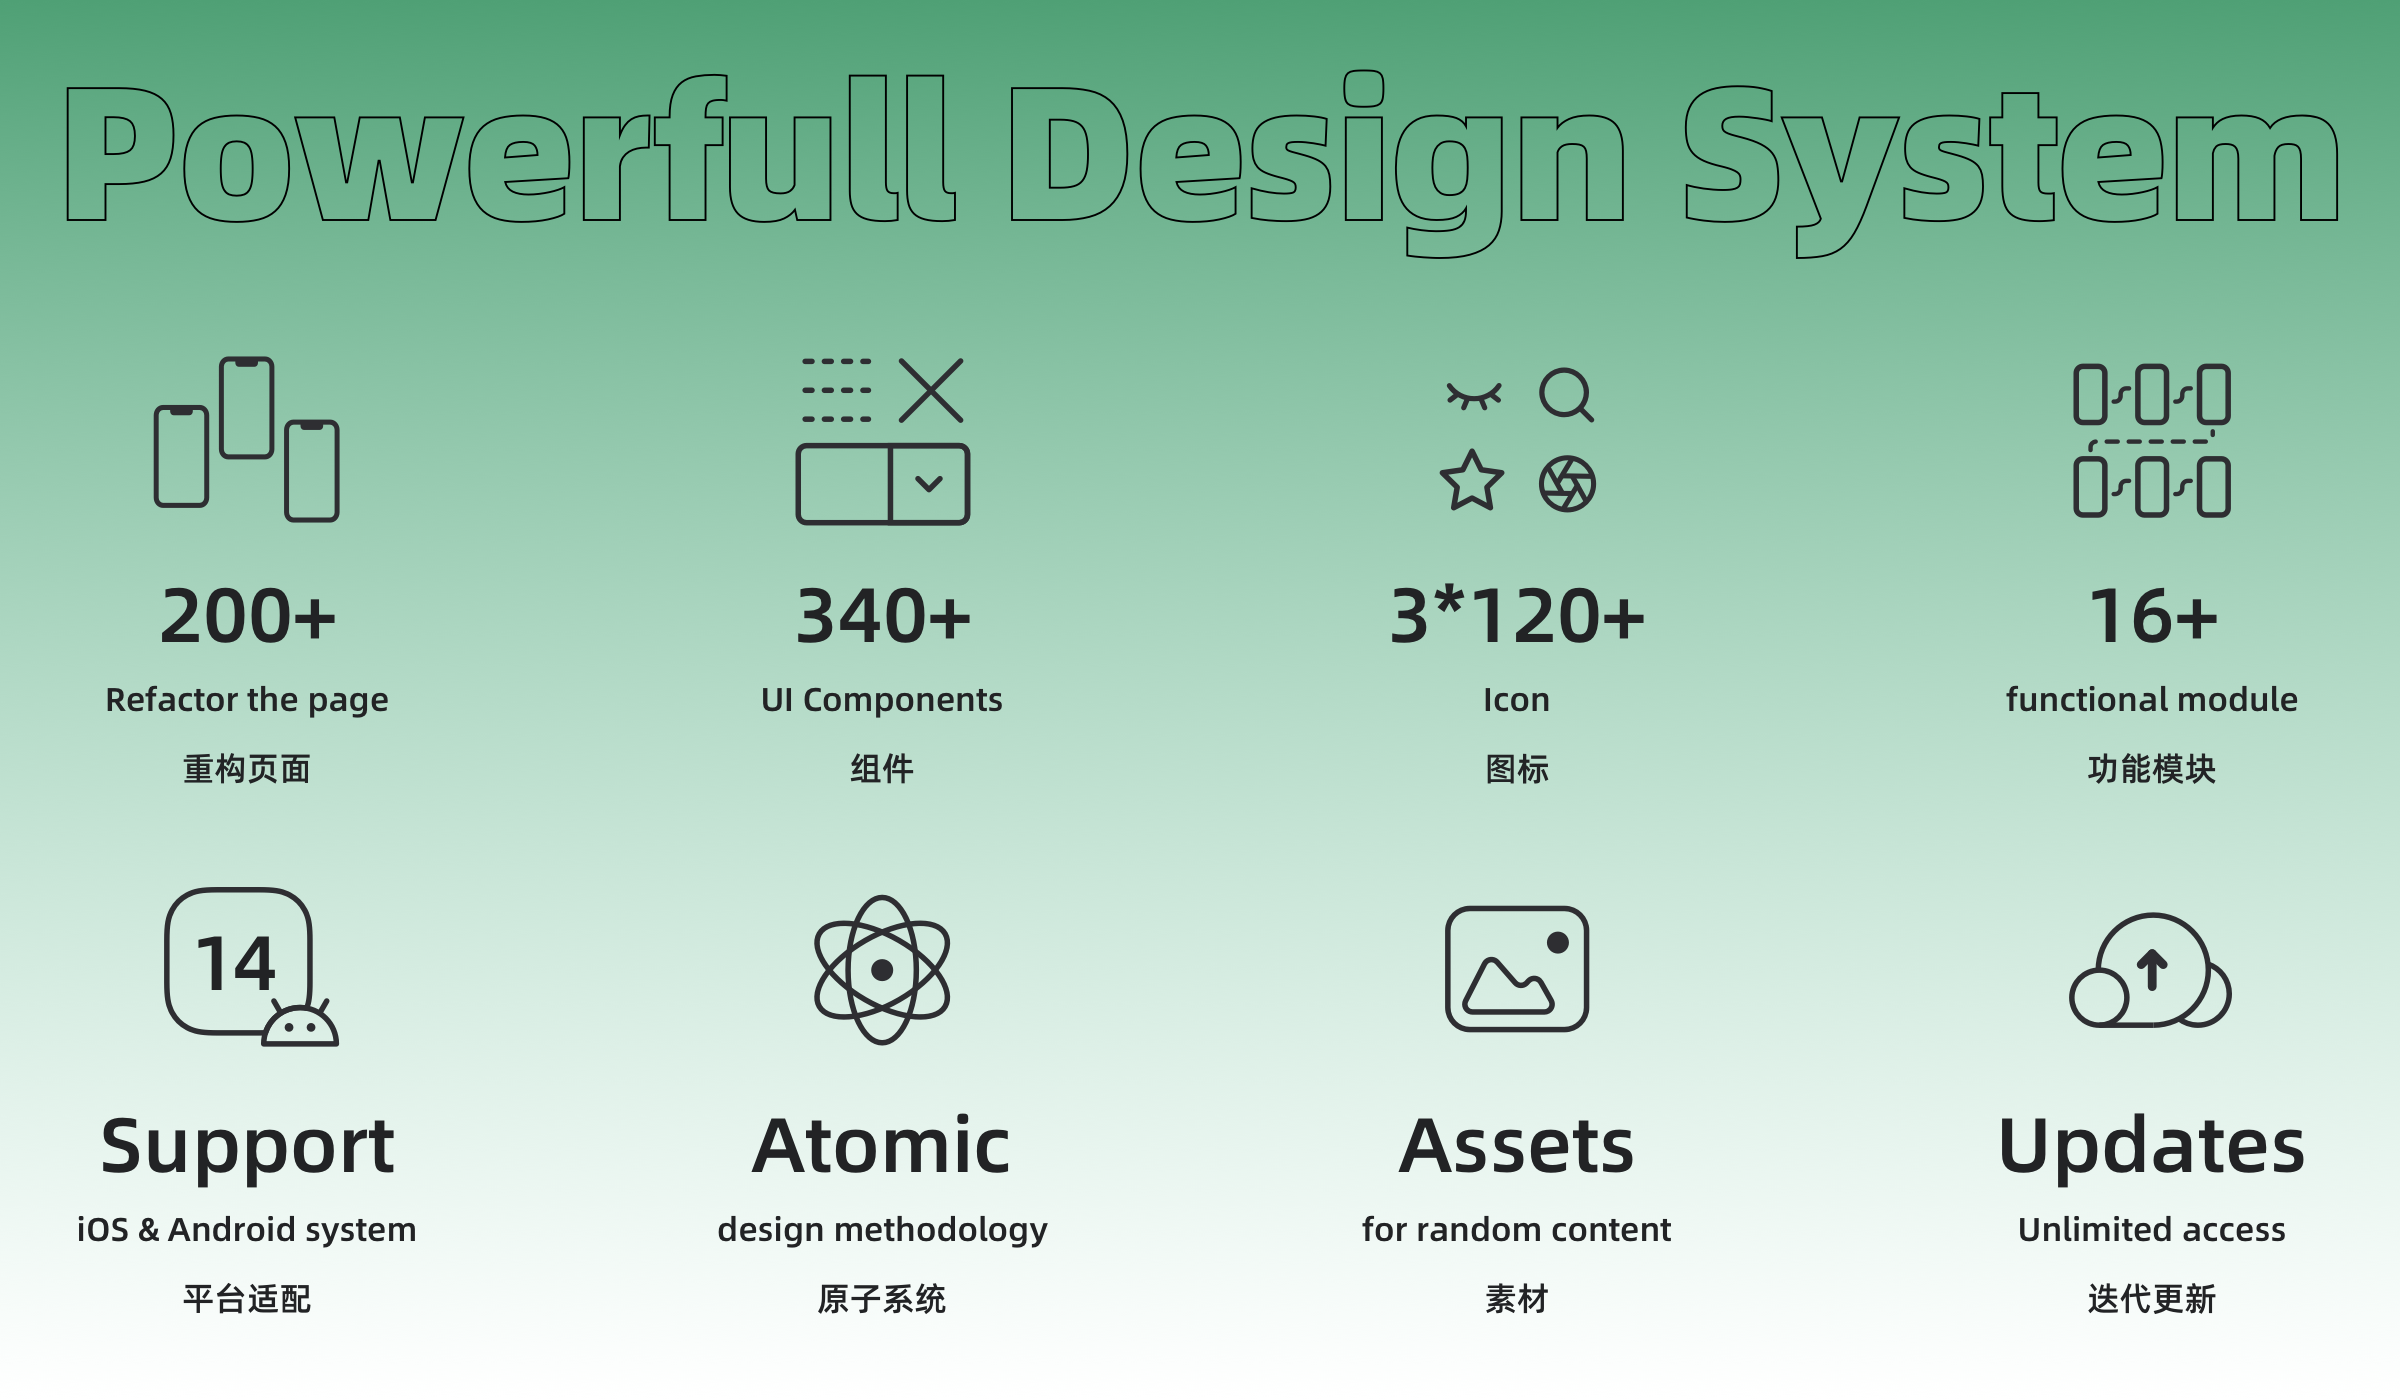 Powerfull Design System
200+
Refactor the page
重构页面
340+
UI Components
组件
3*120+
Icon
图标
16+
functional module
功能模块
14
Support
iOS & Android system
平台适配
Atomic
design methodology
原子系统
Assets
for random content
素材
Updates
Unlimited access
迭代更新